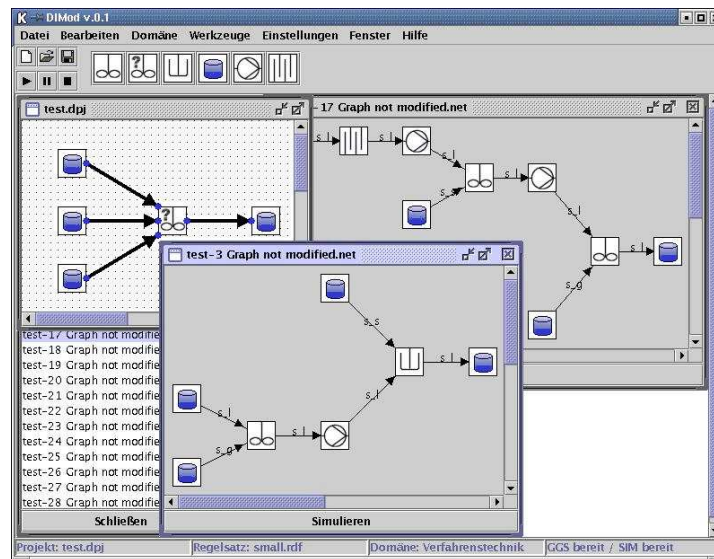 K DIMod v.0.1
Datei Bearbeiten Domäne Werkzeuge Einstellungen Fenster Hilfe
?
test.dpj
-17 Graph not modified.net
s_l
s_l
s_l
s_s
s_l
s_l
s_g
?
test-3 Graph not modified.net
s_s
s_l
s_l
s_l
s_l
s_g
test-17 Graph not modifie
test-18 Graph not modifie
test-19 Graph not modifie
test-20 Graph not modifie
test-21 Graph not modifie
test-22 Graph not modifie
test-23 Graph not modifie
test-24 Graph not modifie
test-25 Graph not modifie
test-26 Graph not modifie
test-27 Graph not modifie
test-28 Graph not modifie
Schließen
Simulieren
Projekt: test.dpj Regelsatz: small.rdf Domäne: Verfahrenstechnik GGS bereit / SIM bereit